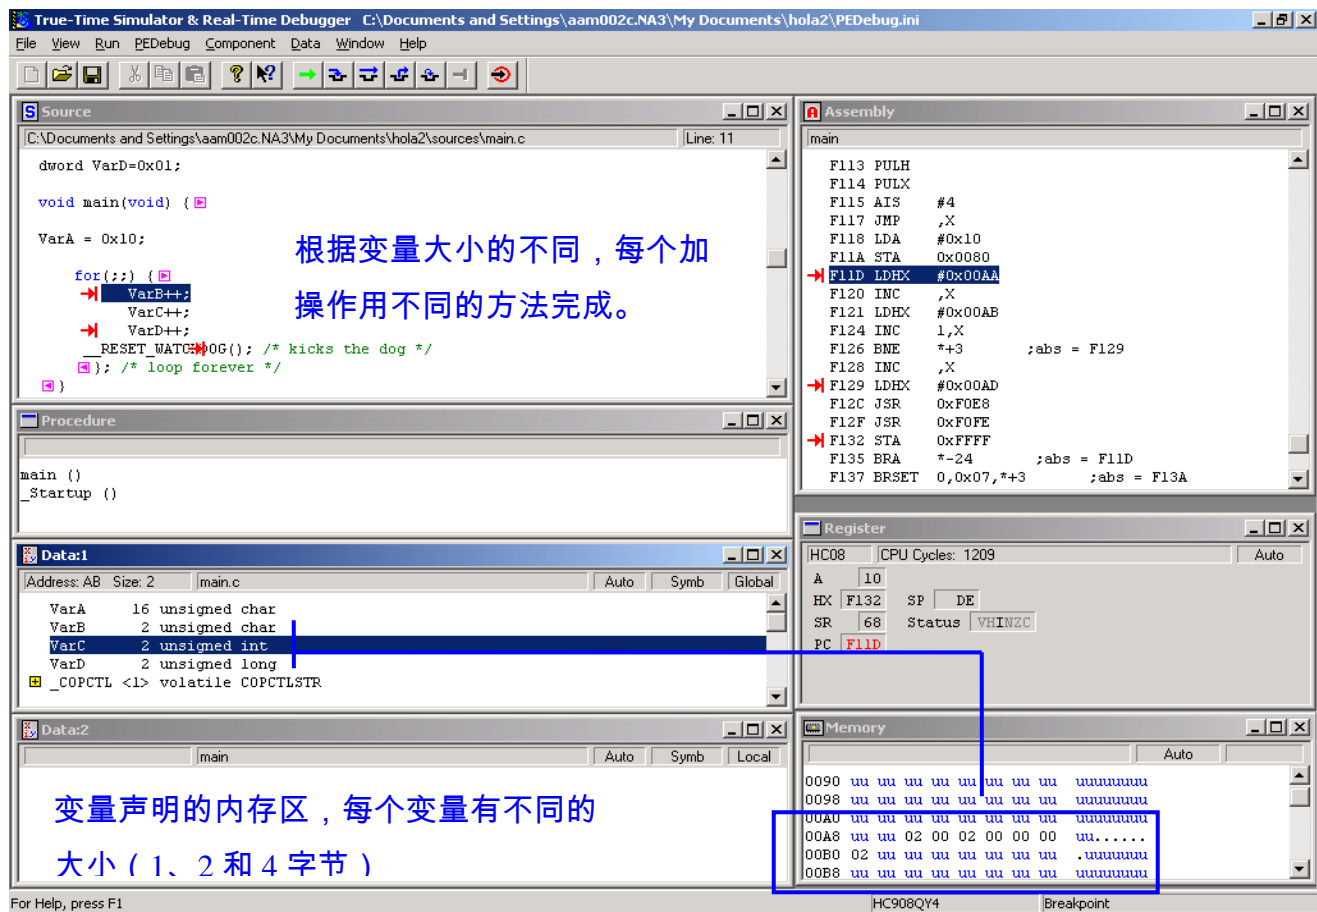 True-Time Simulator & Real-Time Debugger C:\Documents and Settings\aam002c.NA3\My Documents\hola2\PEDebug.ini
File View Run PEDebug Component Data Window Help
Source
C:\Documents and Settings\aam002c.NA3\My Documents\hola2\sources\main.c Line: 11
dword VarD=0x01;
void main(void) {
VarA = 0x10;
for(;;) {
VarB++;
VarC++;
VarD++;
__RESET_WATCHDOG(); /* kicks the dog */
}; /* loop forever */
}
根据变量大小的不同，每个加
操作用不同的方法完成。
Assembly
main
F113 PULH
F114 PULX
F115 AIS #4
F117 JMP ,X
F118 LDA #0x10
F11A STA 0x0080
F11D LDHX #0x00AA
F120 INC ,X
F121 LDHX #0x00AB
F124 INC 1,X
F126 BNE *+3 ;abs = F129
F128 INC ,X
F129 LDHX #0x00AD
F12C JSR 0xF0E8
F12F JSR 0xF0FE
F132 STA 0xFFFF
F135 BRA *-24 ;abs = F11D
F137 BRSET 0,0x07,*+3 ;abs = F13A
Procedure
main ()
_Startup ()
Register
HC08 CPU Cycles: 1209 Auto
A 10
HX F132 SP DE
SR 68 Status VHINZC
PC F11D
Data:1
Address: AB Size: 2 main.c Auto Symb Global
VarA 16 unsigned char
VarB 2 unsigned char
VarC 2 unsigned int
VarD 2 unsigned long
_COPCTL <1> volatile COPCTLSTR
Data:2
main Auto Symb Local
变量声明的内存区，每个变量有不同的
大小（1、2 和 4 字节）
Memory
Auto
0090 uu uu uu uu uu uu uu uu uuuuuuuu
0098 uu uu uu uu uu uu uu uu uuuuuuuu
00A0 uu uu uu uu uu uu uu uu uuuuuuuu
00A8 uu uu 02 00 02 00 00 00 uu......
00B0 02 uu uu uu uu uu uu uu .uuuuuuu
00B8 uu uu uu uu uu uu uu uu uuuuuuuu
For Help, press F1 HC908QY4 Breakpoint